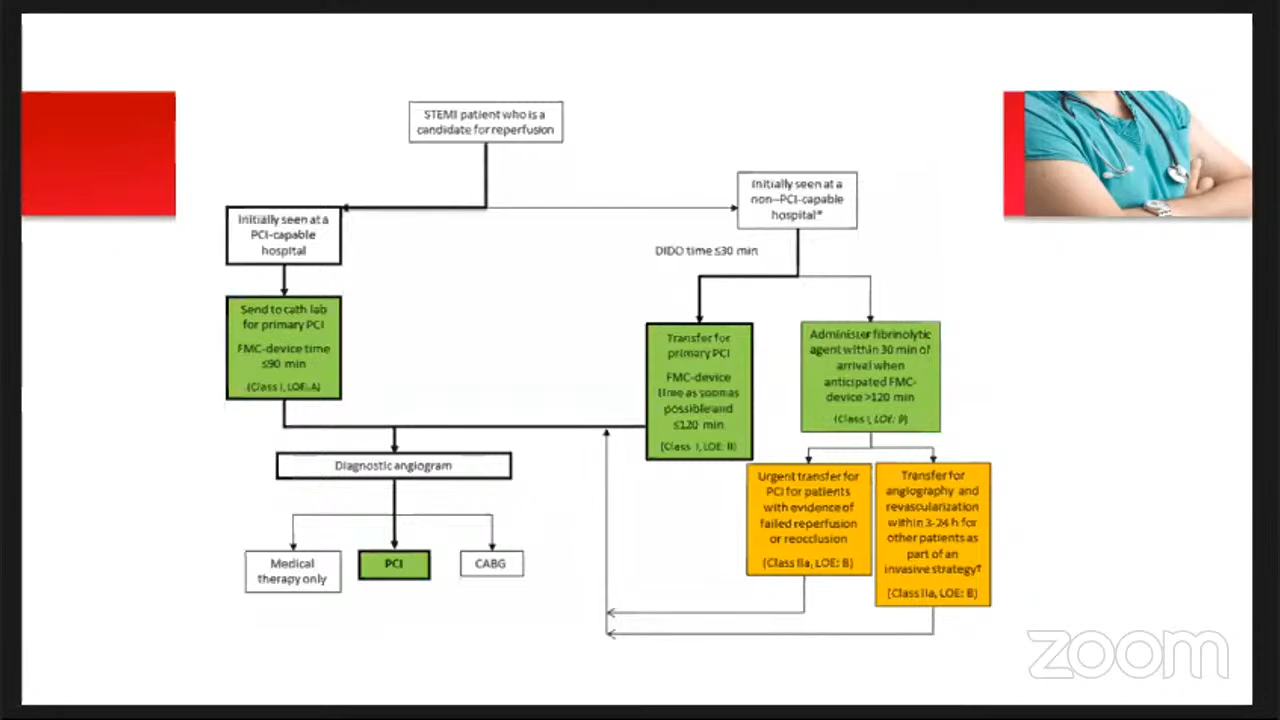 STEMI patient who is a
candidate for reperfusion
Initially seen at a
PCI-capable
hospital
Initially seen at a
non–PCI-capable
hospital*
DIDO time ≤30 min
Send to cath lab
for primary PCI
FMC-device time
≤90 min
(Class I, LOE: A)
Transfer for
primary PCI
FMC-device
time as soon as
possible and
≤120 min
(Class I, LOE: B)
Administer fibrinolytic
agent within 30 min of
arrival when
anticipated FMC-
device >120 min
(Class I, LOE: B)
Diagnostic angiogram
Medical
therapy only
PCI
CABG
Urgent transfer for
PCI for patients
with evidence of
failed reperfusion
or reocclusion
(Class IIa, LOE: B)
Transfer for
angiography and
revascularization
within 3-24 h for
other patients as
part of an
invasive strategy†
(Class IIa, LOE: B)
zoom